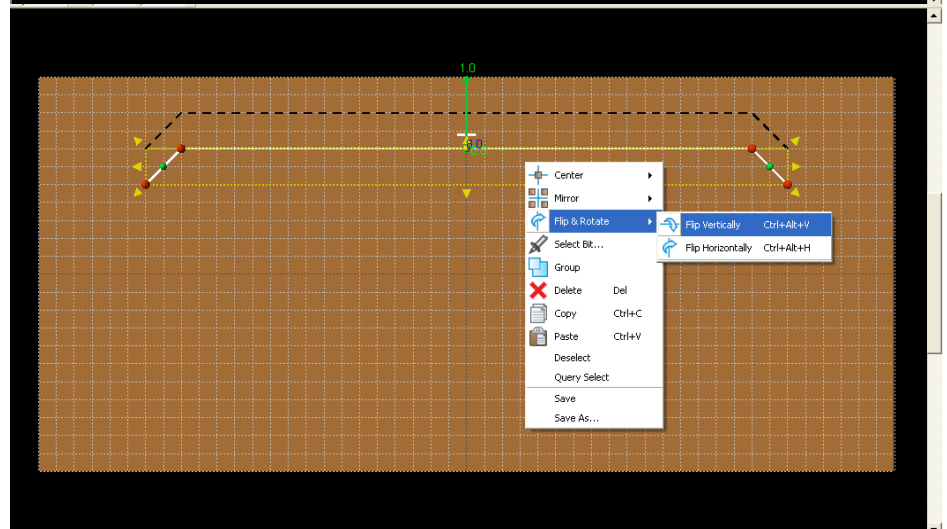 1.0
Center
Mirror
Flip & Rotate
Flip Vertically Ctrl+Alt+V
Flip Horizontally Ctrl+Alt+H
Select Bit...
Group
Delete Del
Copy Ctrl+C
Paste Ctrl+V
Deselect
Query Select
Save
Save As...